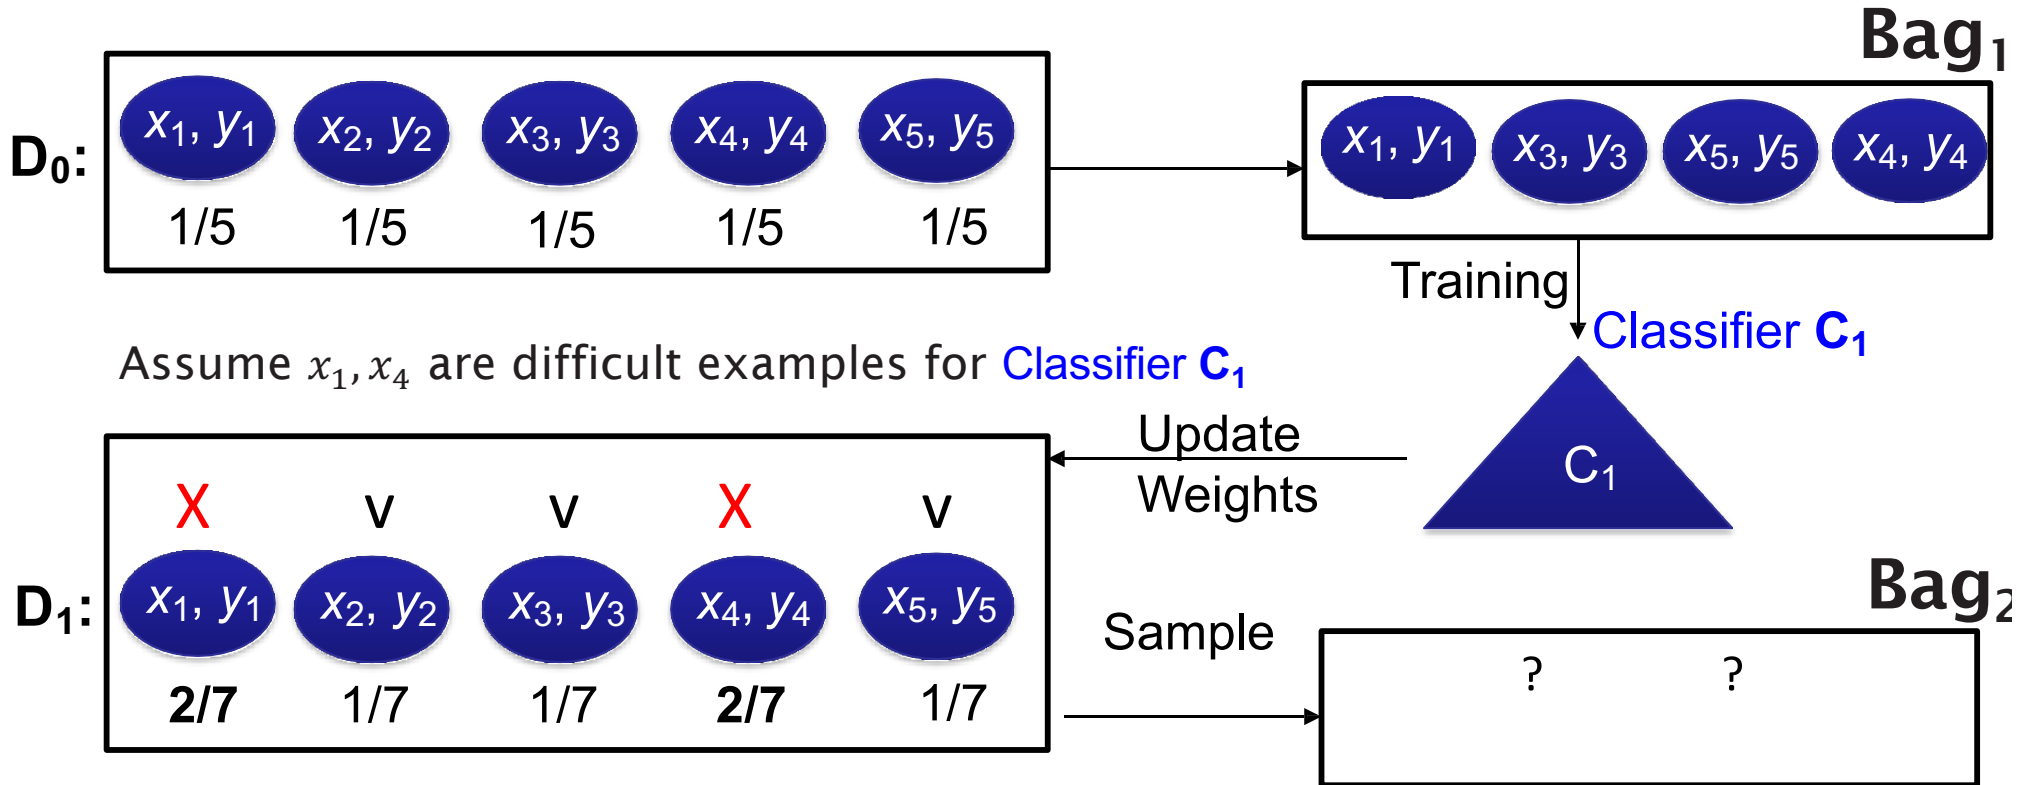 Bag₁
D₀:
x₁, y₁ x₂, y₂ x₃, y₃ x₄, y₄ x₅, y₅
1/5 1/5 1/5 1/5 1/5
x₁, y₁ x₃, y₃ x₅, y₅ x₄, y₄
Training
Classifier C₁
Assume x₁, x₄ are difficult examples for Classifier C₁
C₁
Update
Weights
X v v X v
D₁:
x₁, y₁ x₂, y₂ x₃, y₃ x₄, y₄ x₅, y₅
2/7 1/7 1/7 2/7 1/7
Sample
Bag₂
? ?